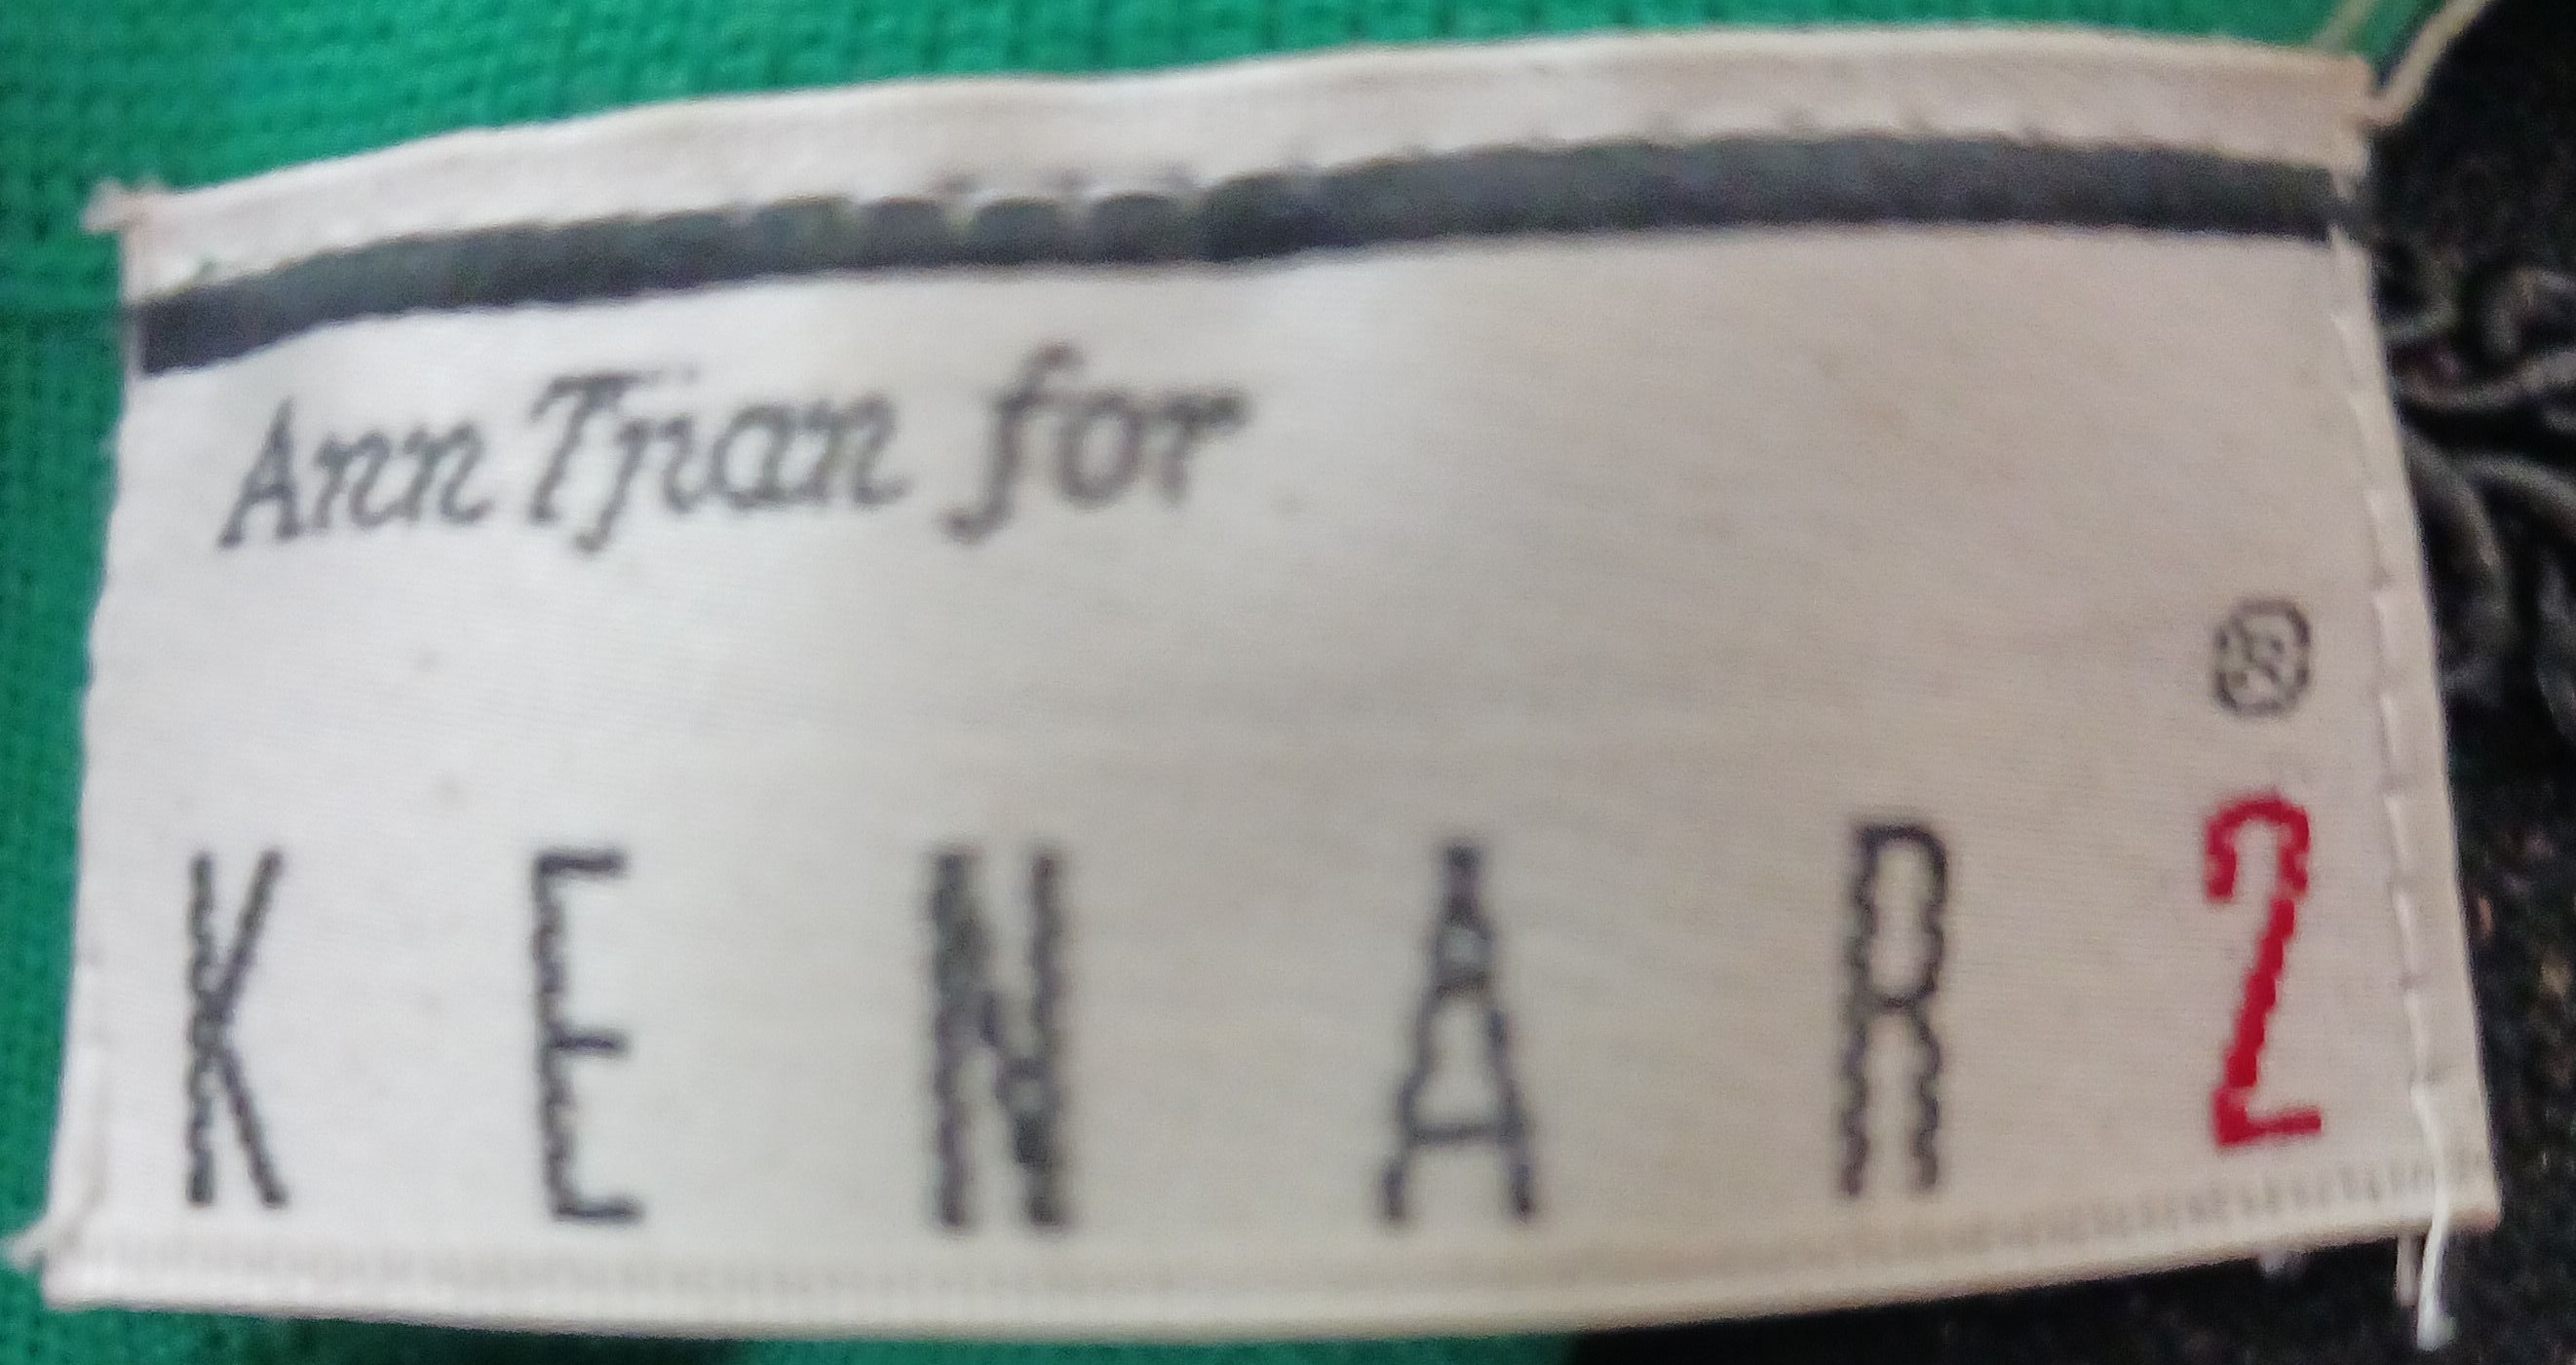 Ann Tjian for
®
KENAR2